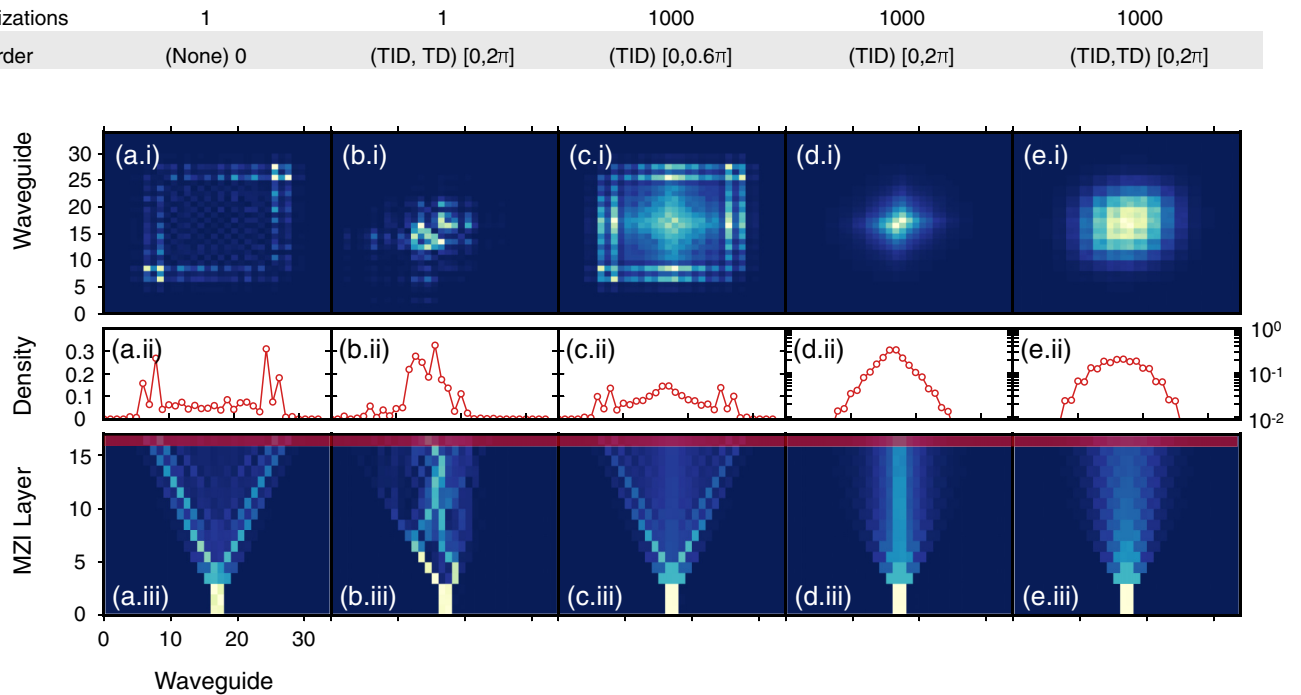 izations 1 1 1000 1000 1000
rder (None) 0 (TID, TD) [0,2π] (TID) [0,0.6π] (TID) [0,2π] (TID,TD) [0,2π]
Waveguide
30
25
20
15
10
5
0
(a.i) (b.i) (c.i) (d.i) (e.i)
Density
0.3
0.2
0.1
0
(a.ii) (b.ii) (c.ii) (d.ii) (e.ii)
10⁰
10⁻¹
10⁻²
MZI Layer
15
10
5
0
(a.iii) (b.iii) (c.iii) (d.iii) (e.iii)
0 10 20 30
Waveguide